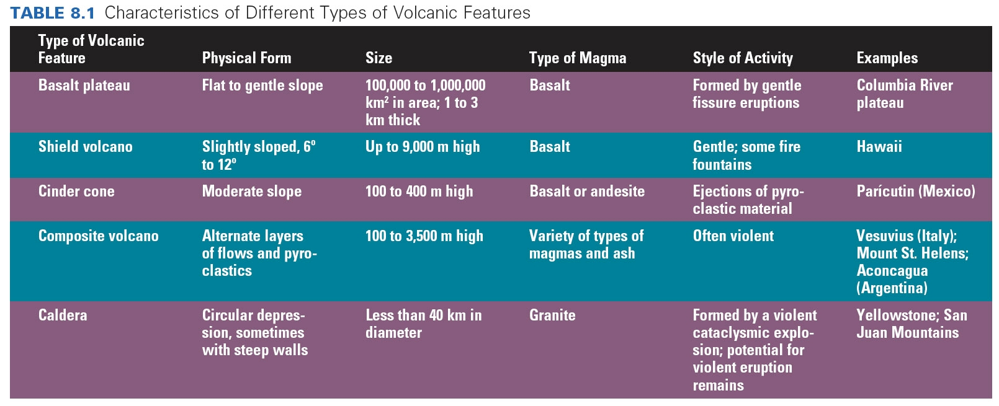 TABLE 8.1 Characteristics of Different Types of Volcanic Features
Type of Volcanic
Feature
Physical Form
Size
Type of Magma
Style of Activity
Examples
Basalt plateau
Flat to gentle slope
100,000 to 1,000,000
km² in area; 1 to 3
km thick
Basalt
Formed by gentle
fissure eruptions
Columbia River
plateau
Shield volcano
Slightly sloped, 6º
to 12º
Up to 9,000 m high
Basalt
Gentle; some fire
fountains
Hawaii
Cinder cone
Moderate slope
100 to 400 m high
Basalt or andesite
Ejections of pyro-
clastic material
Parícutin (Mexico)
Composite volcano
Alternate layers
of flows and pyro-
clastics
100 to 3,500 m high
Variety of types of
magmas and ash
Often violent
Vesuvius (Italy);
Mount St. Helens;
Aconcagua
(Argentina)
Caldera
Circular depres-
sion, sometimes
with steep walls
Less than 40 km in
diameter
Granite
Formed by a violent
cataclysmic explo-
sion; potential for
violent eruption
remains
Yellowstone; San
Juan Mountains